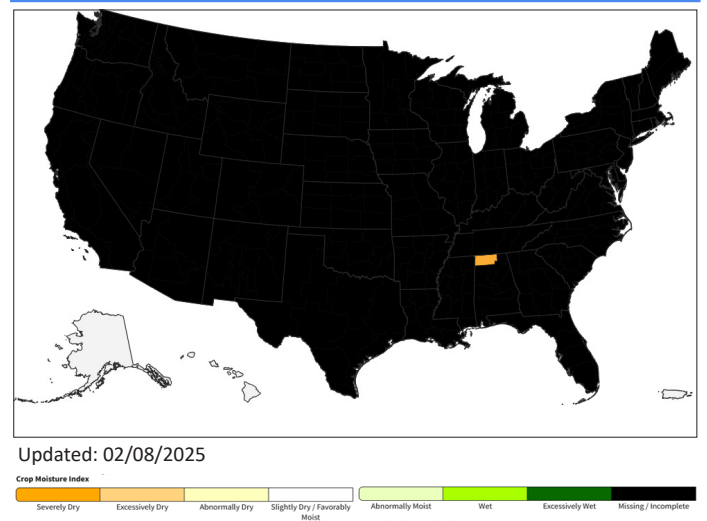 Updated: 02/08/2025
Crop Moisture Index
Severely Dry
Excessively Dry
Abnormally Dry
Slightly Dry / Favorably
Moist
Abnormally Moist
Wet
Excessively Wet
Missing / Incomplete